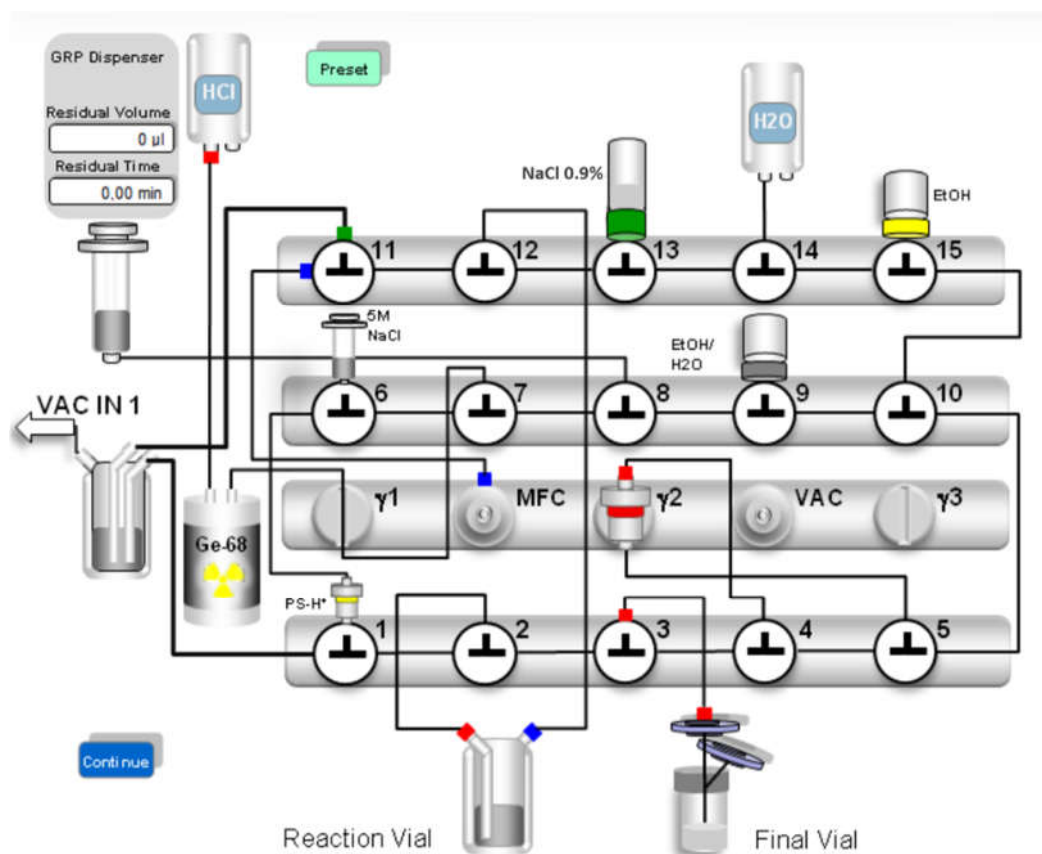 GRP Dispenser
Residual Volume
0 µl
Residual Time
0,00 min
HCl
Preset
H2O
NaCl 0.9%
EtOH
11
12
13
14
15
5M
NaCl
EtOH/
H2O
6
7
8
9
10
VAC IN 1
γ1
MFC
γ2
VAC
γ3
Ge-68
PS-H⁺
1
2
3
4
5
Continue
Reaction Vial
Final Vial